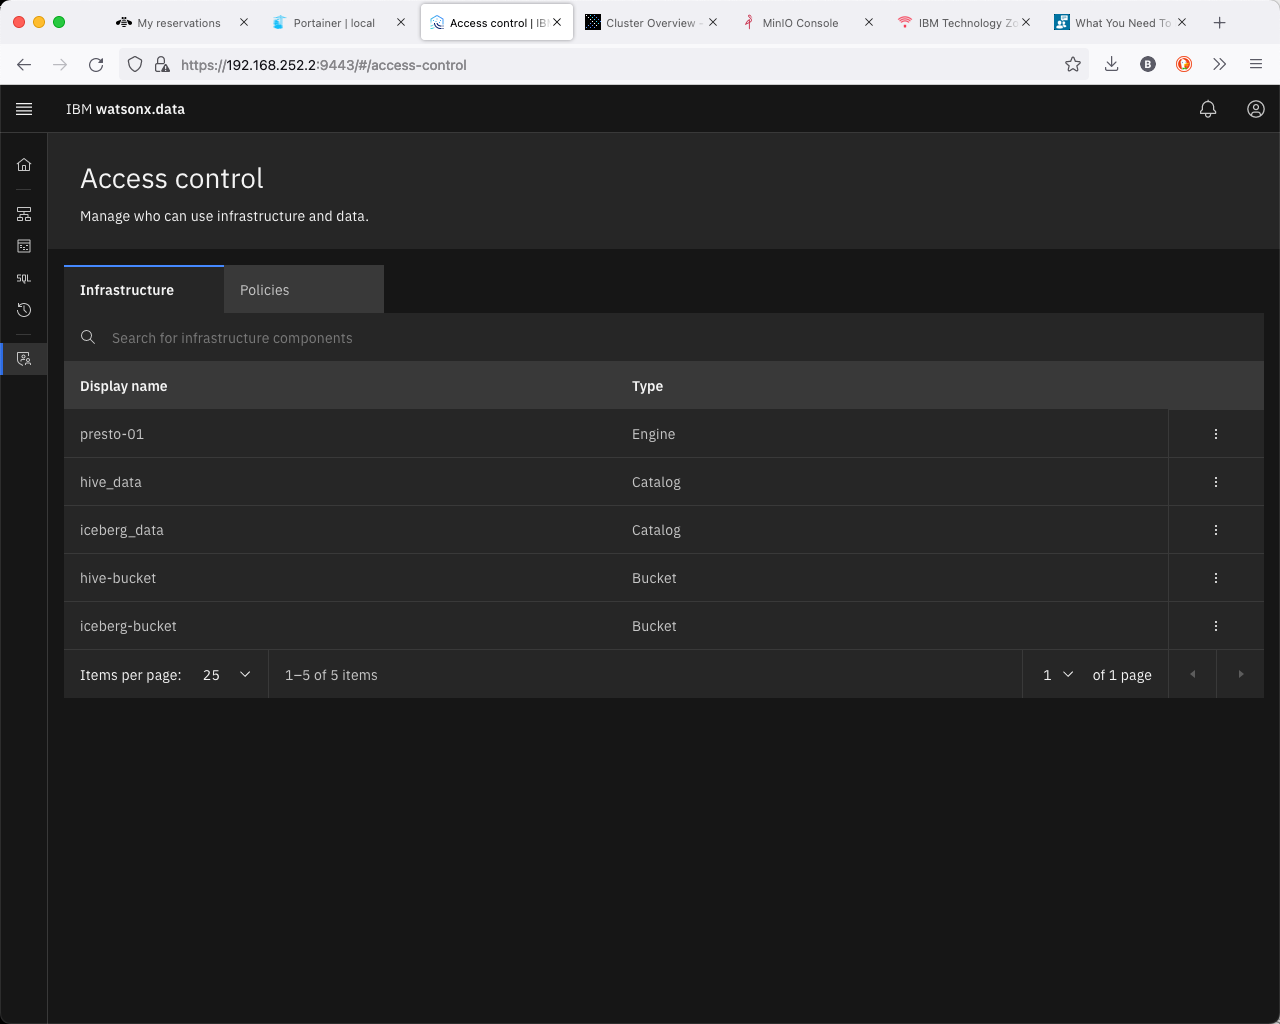 My reservations
Portainer | local
Access control | IB
Cluster Overview -
MinIO Console
IBM Technology Zo
What You Need To
https://192.168.252.2:9443/#/access-control
B
IBM watsonx.data
Access control
Manage who can use infrastructure and data.
SQL
Infrastructure
Policies
Search for infrastructure components
Display name Type
presto-01 Engine
hive_data Catalog
iceberg_data Catalog
hive-bucket Bucket
iceberg-bucket Bucket
Items per page: 25 1–5 of 5 items 1 of 1 page